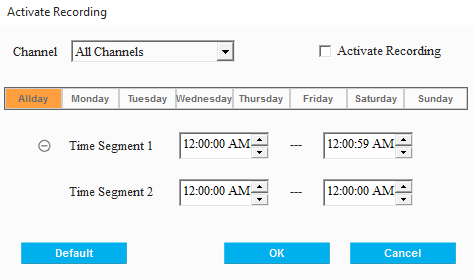 Activate Recording
Channel All Channels Activate Recording
Allday Monday Tuesday Wednesday Thursday Friday Saturday Sunday
Time Segment 1 12:00:00 AM --- 12:00:59 AM
Time Segment 2 12:00:00 AM --- 12:00:00 AM
Default OK Cancel